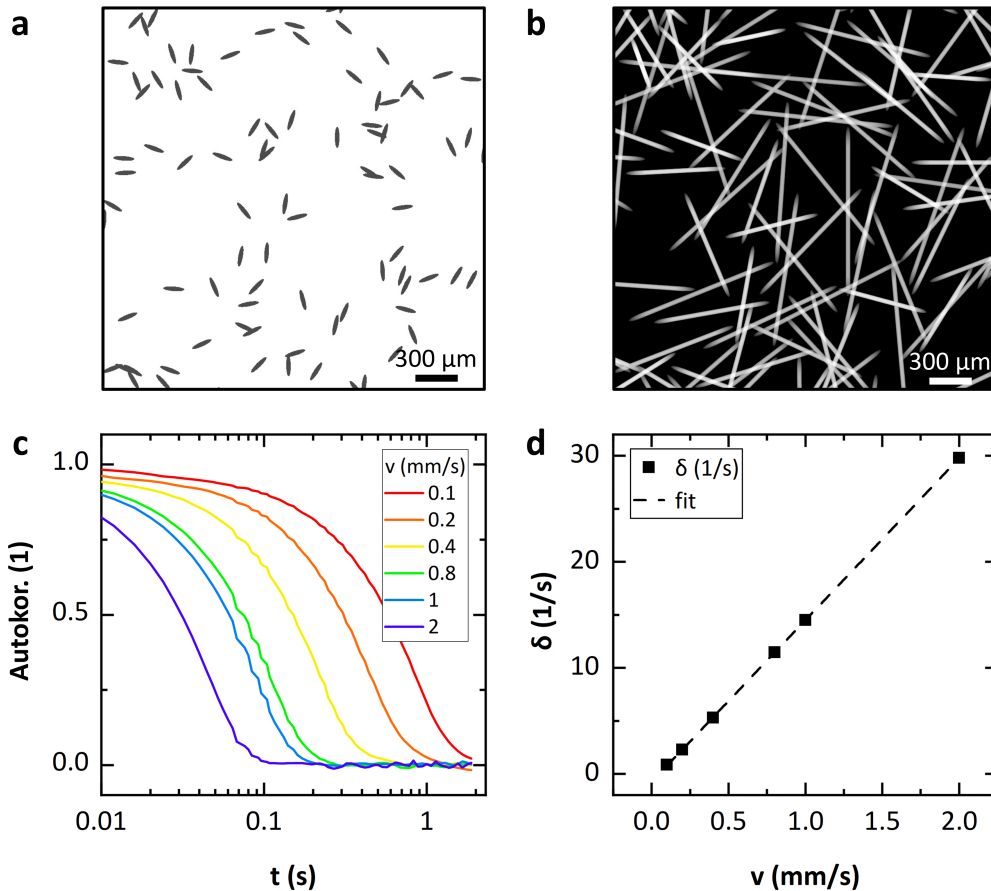 a
b
300 µm
300 µm
c
d
Autokor. (1)
1.0
0.5
0.0
0.01
0.1
1
t (s)
v (mm/s)
0.1
0.2
0.4
0.8
1
2
δ (1/s)
30
20
10
0
0.0
0.5
1.0
1.5
2.0
v (mm/s)
δ (1/s)
fit